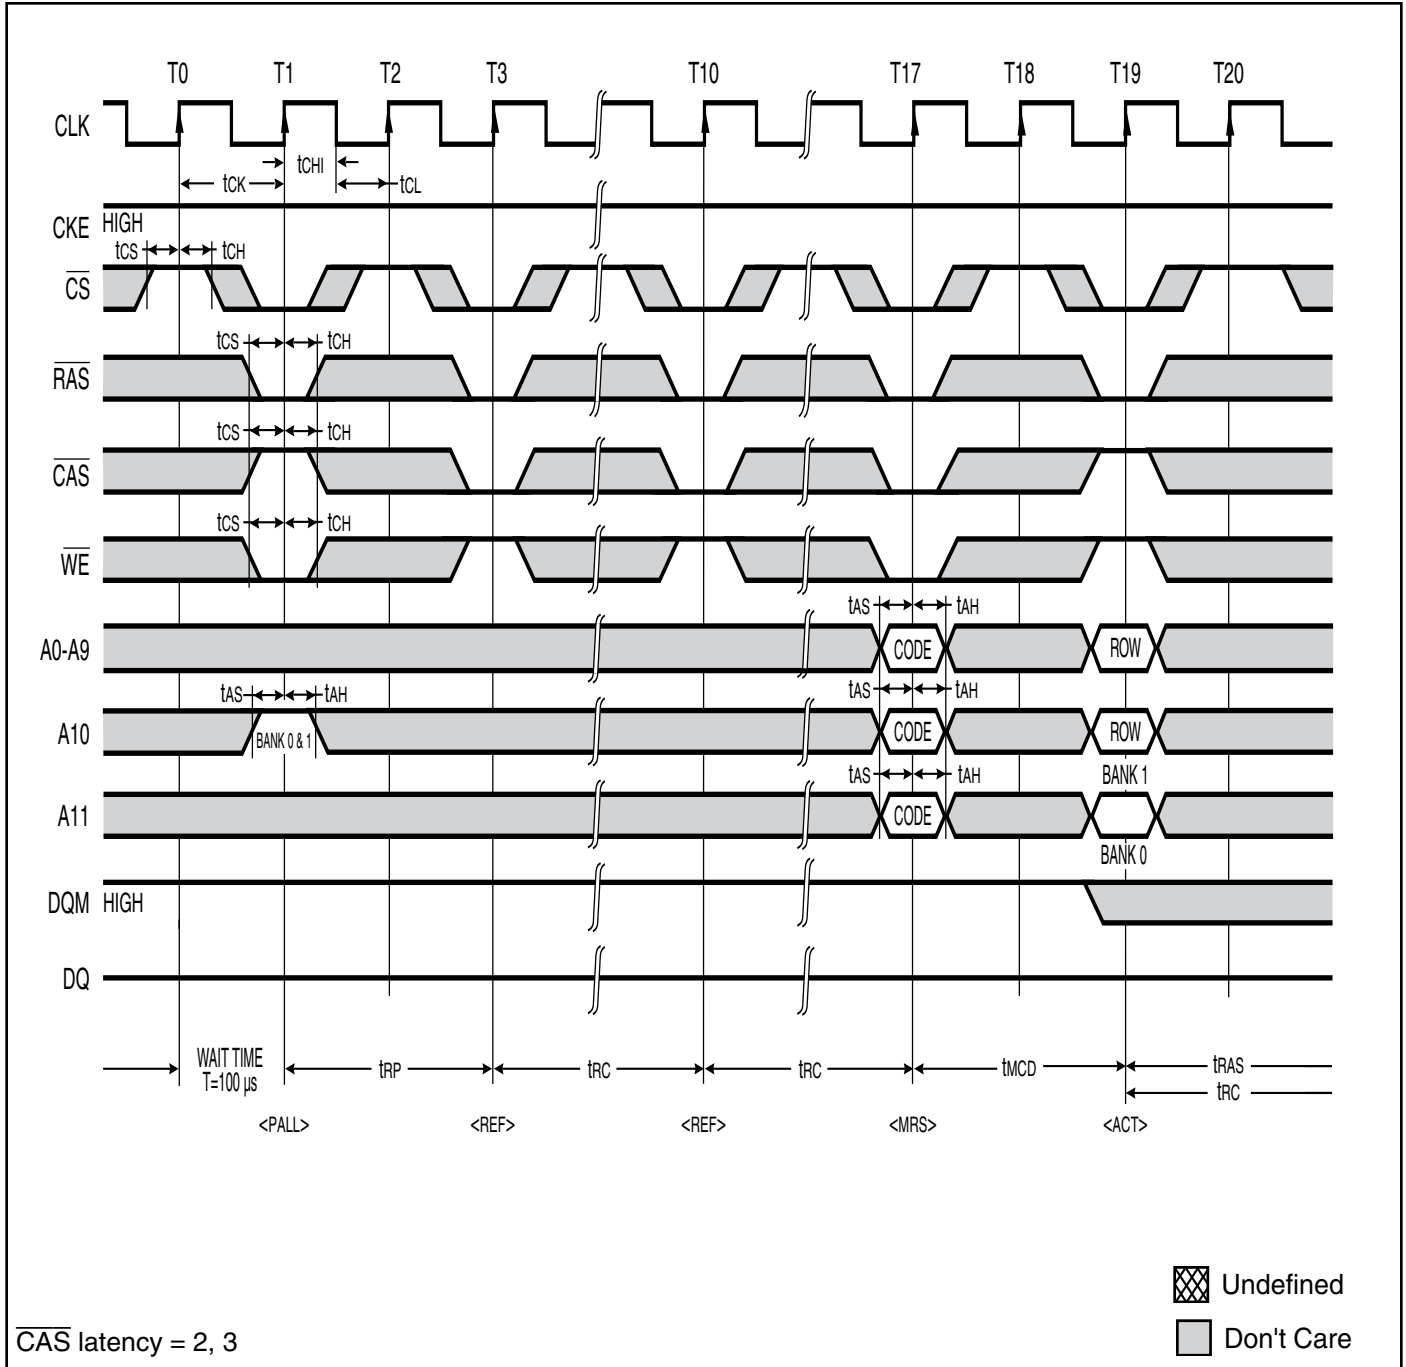 T0 T1 T2 T3 T10 T17 T18 T19 T20
CLK
tCHI
tCK tCL
CKE HIGH
tCS tCH
CS
tCS tCH
RAS
tCS tCH
CAS
tCS tCH
WE
tAS tAH
A0-A9 CODE ROW
tAS tAH tAS tAH
A10 BANK 0 & 1 CODE ROW
tAS tAH BANK 1
A11 CODE
BANK 0
DQM HIGH
DQ
WAIT TIME
T=100 µs
tRP tRC tRC tMCD tRAS
tRC
<PALL> <REF> <REF> <MRS> <ACT>
Undefined
CAS latency = 2, 3 Don't Care